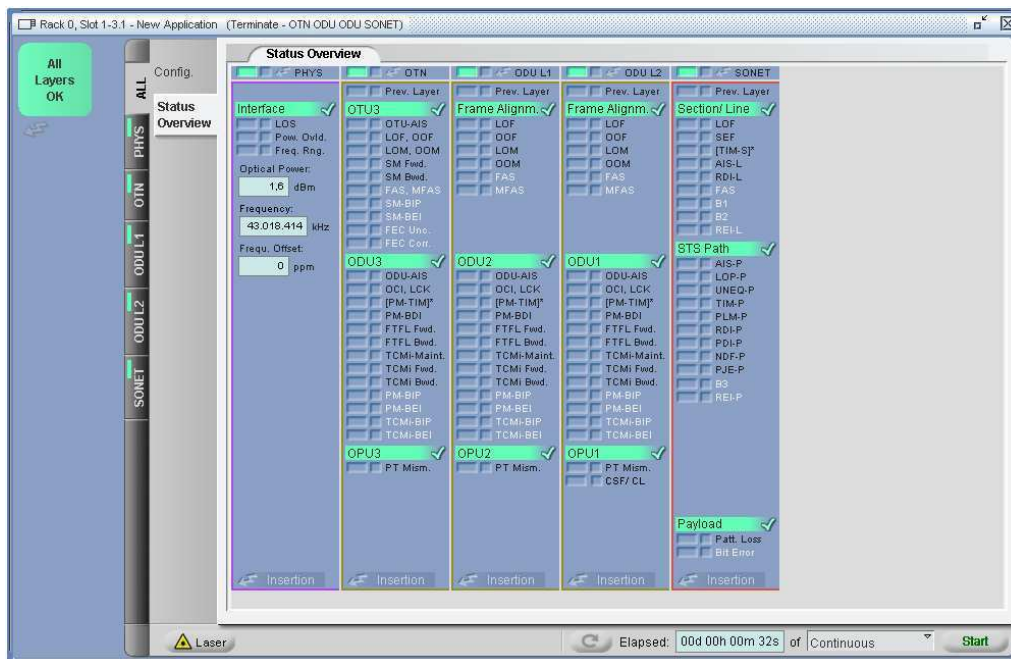 Rack 0, Slot 1-3.1 - New Application (Terminate - OTN ODU ODU SONET)
All
Layers
OK
ALL
PHYS
OTN
ODU L1
ODU L2
SONET
Config.
Status
Overview
Status Overview
PHYS
Interface
LOS
Pow. Ovld.
Freq. Rng.
Optical Power:
1,6 dBm
Frequency:
43.018.414 kHz
Frequ. Offset:
0 ppm
Insertion
OTN
Prev. Layer
OTU3
OTU-AIS
LOF, OOF
LOM, OOM
SM Fwd.
SM Bwd.
FAS, MFAS
SM-BIP
SM-BEI
FEC Unc.
FEC Corr.
ODU3
ODU-AIS
OCI, LCK
[PM-TIM]*
PM-BDI
FTFL Fwd.
FTFL Bwd.
TCMi-Maint.
TCMi Fwd.
TCMi Bwd.
PM-BIP
PM-BEI
TCMi-BIP
TCMi-BEI
OPU3
PT Mism.
Insertion
ODU L1
Prev. Layer
Frame Alignm.
LOF
OOF
LOM
OOM
FAS
MFAS
ODU2
ODU-AIS
OCI, LCK
[PM-TIM]*
PM-BDI
FTFL Fwd.
FTFL Bwd.
TCMi-Maint.
TCMi Fwd.
TCMi Bwd.
PM-BIP
PM-BEI
TCMi-BIP
TCMi-BEI
OPU2
PT Mism.
Insertion
ODU L2
Prev. Layer
Frame Alignm.
LOF
OOF
LOM
OOM
FAS
MFAS
ODU1
ODU-AIS
OCI, LCK
[PM-TIM]*
PM-BDI
FTFL Fwd.
FTFL Bwd.
TCMi-Maint.
TCMi Fwd.
TCMi Bwd.
PM-BIP
PM-BEI
TCMi-BIP
TCMi-BEI
OPU1
PT Mism.
CSF/ CL
Insertion
SONET
Prev. Layer
Section/ Line
LOF
SEF
[TIM-S]*
AIS-L
RDI-L
FAS
B1
B2
REI-L
STS Path
AIS-P
LOP-P
UNEQ-P
TIM-P
PLM-P
RDI-P
PDI-P
NDF-P
PJE-P
B3
REI-P
Payload
Patt. Loss
Bit Error
Insertion
Laser
Elapsed: 00d 00h 00m 32s of Continuous
Start